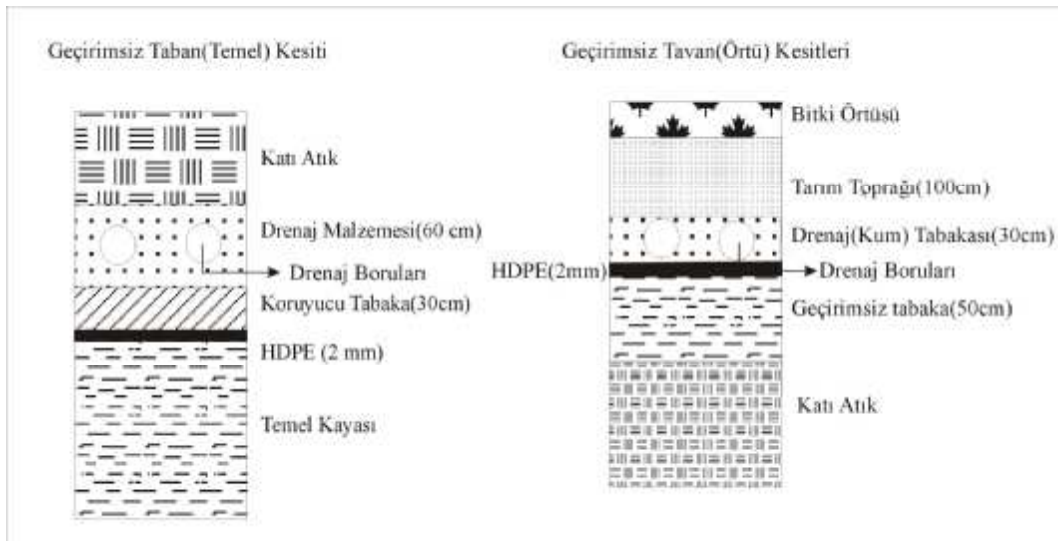 Geçirimsiz Taban(Temel) Kesiti
Katı Atık
Drenaj Malzemesi(60 cm)
Drenaj Boruları
Koruyucu Tabaka(30cm)
HDPE (2 mm)
Temel Kayası
Geçirimsiz Tavan(Örtü) Kesitleri
Bitki Örtüsü
Tarım Toprağı(100cm)
Drenaj(Kum) Tabakası(30cm)
HDPE(2mm)
Drenaj Boruları
Geçirimsiz tabaka(50cm)
Katı Atık